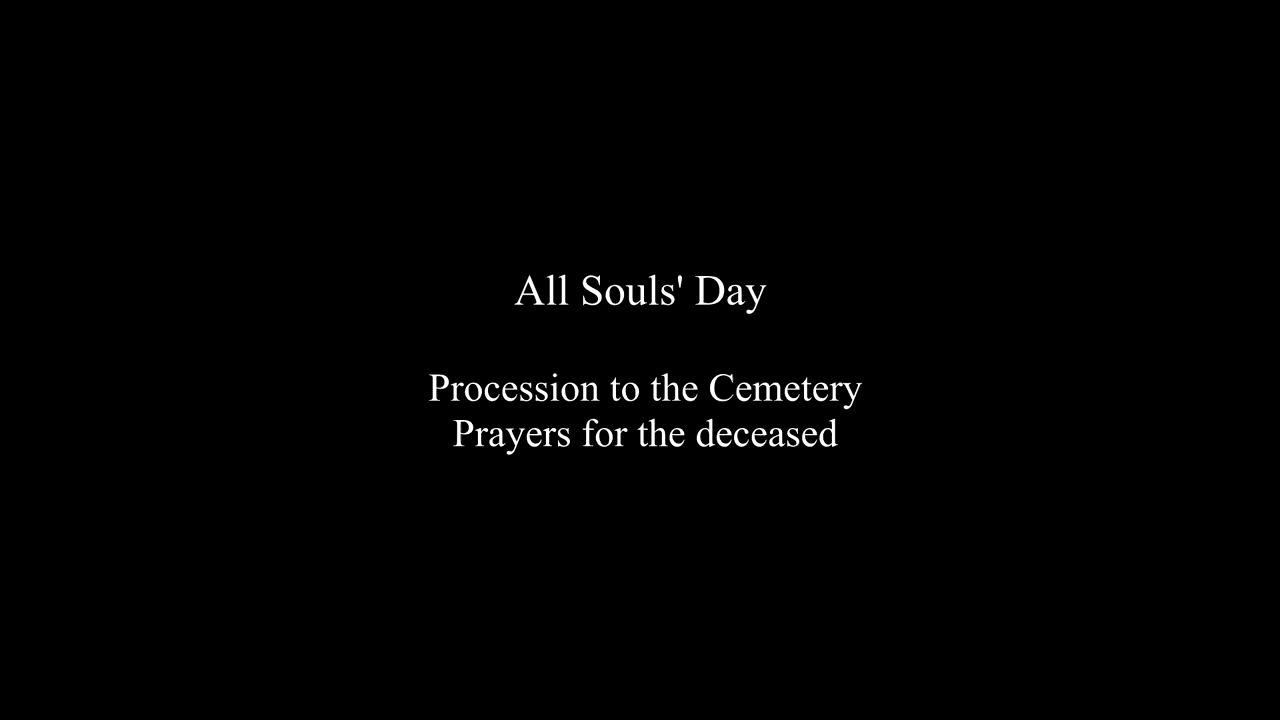 All Souls' Day
Procession to the Cemetery
Prayers for the deceased